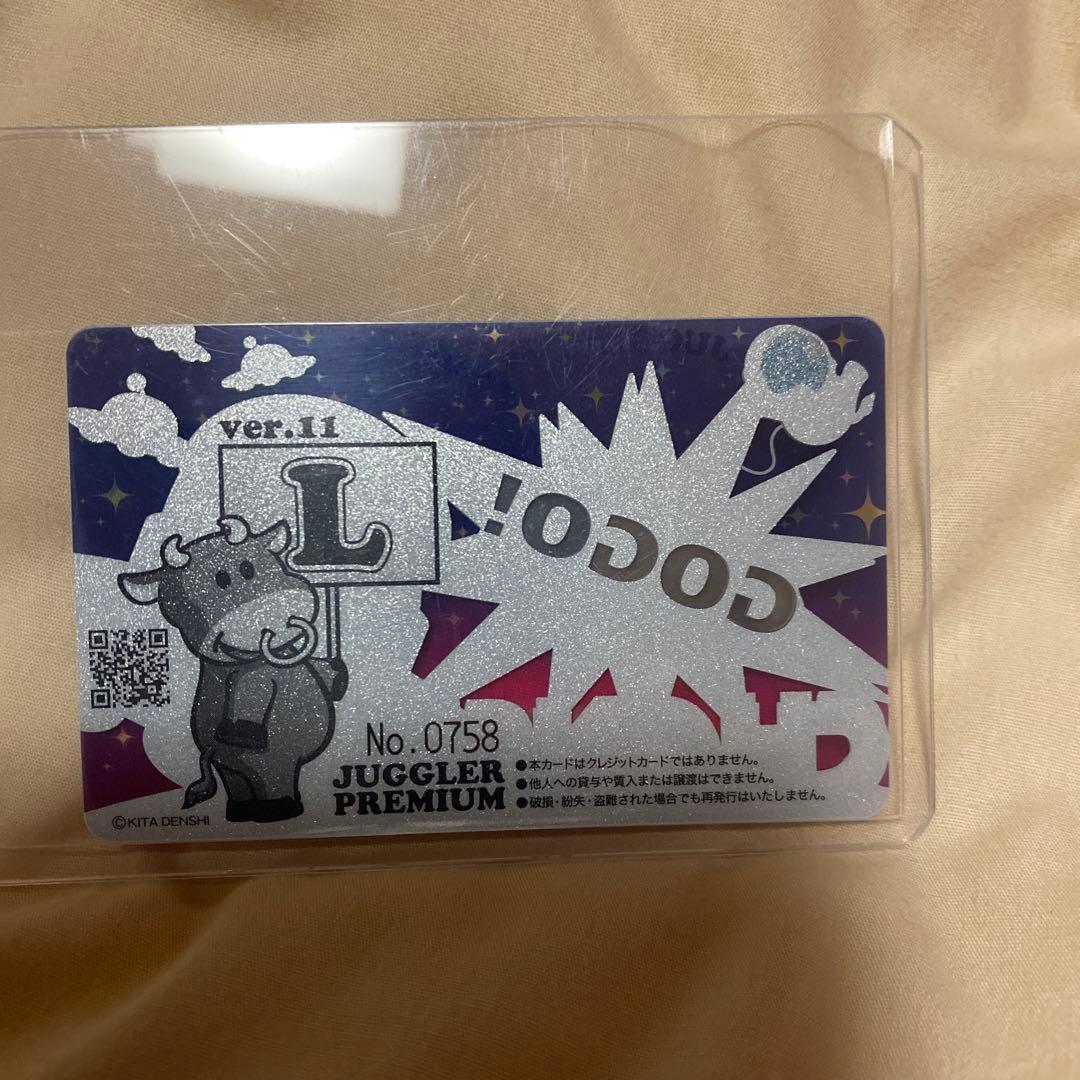 ver.11
L
GOGO!
No.0758
JUGGLER
PREMIUM
●本カードはクレジットカードではありません。
●他人への貸与や質入または譲渡はできません。
●破損・紛失・盗難された場合でも再発行はいたしません。
©KITA DENSHI